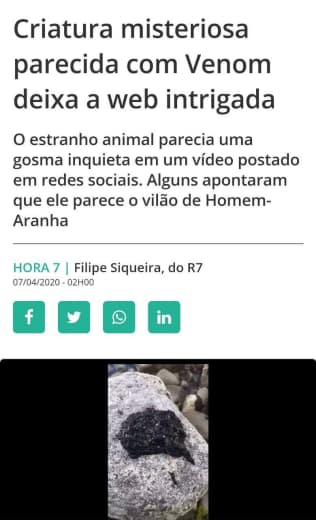 Criatura misteriosa
parecida com Venom
deixa a web intrigada
O estranho animal parecia uma
gosma inquieta em um vídeo postado
em redes sociais. Alguns apontaram
que ele parece o vilão de Homem-
Aranha
HORA 7 | Filipe Siqueira, do R7
07/04/2020 - 02H00